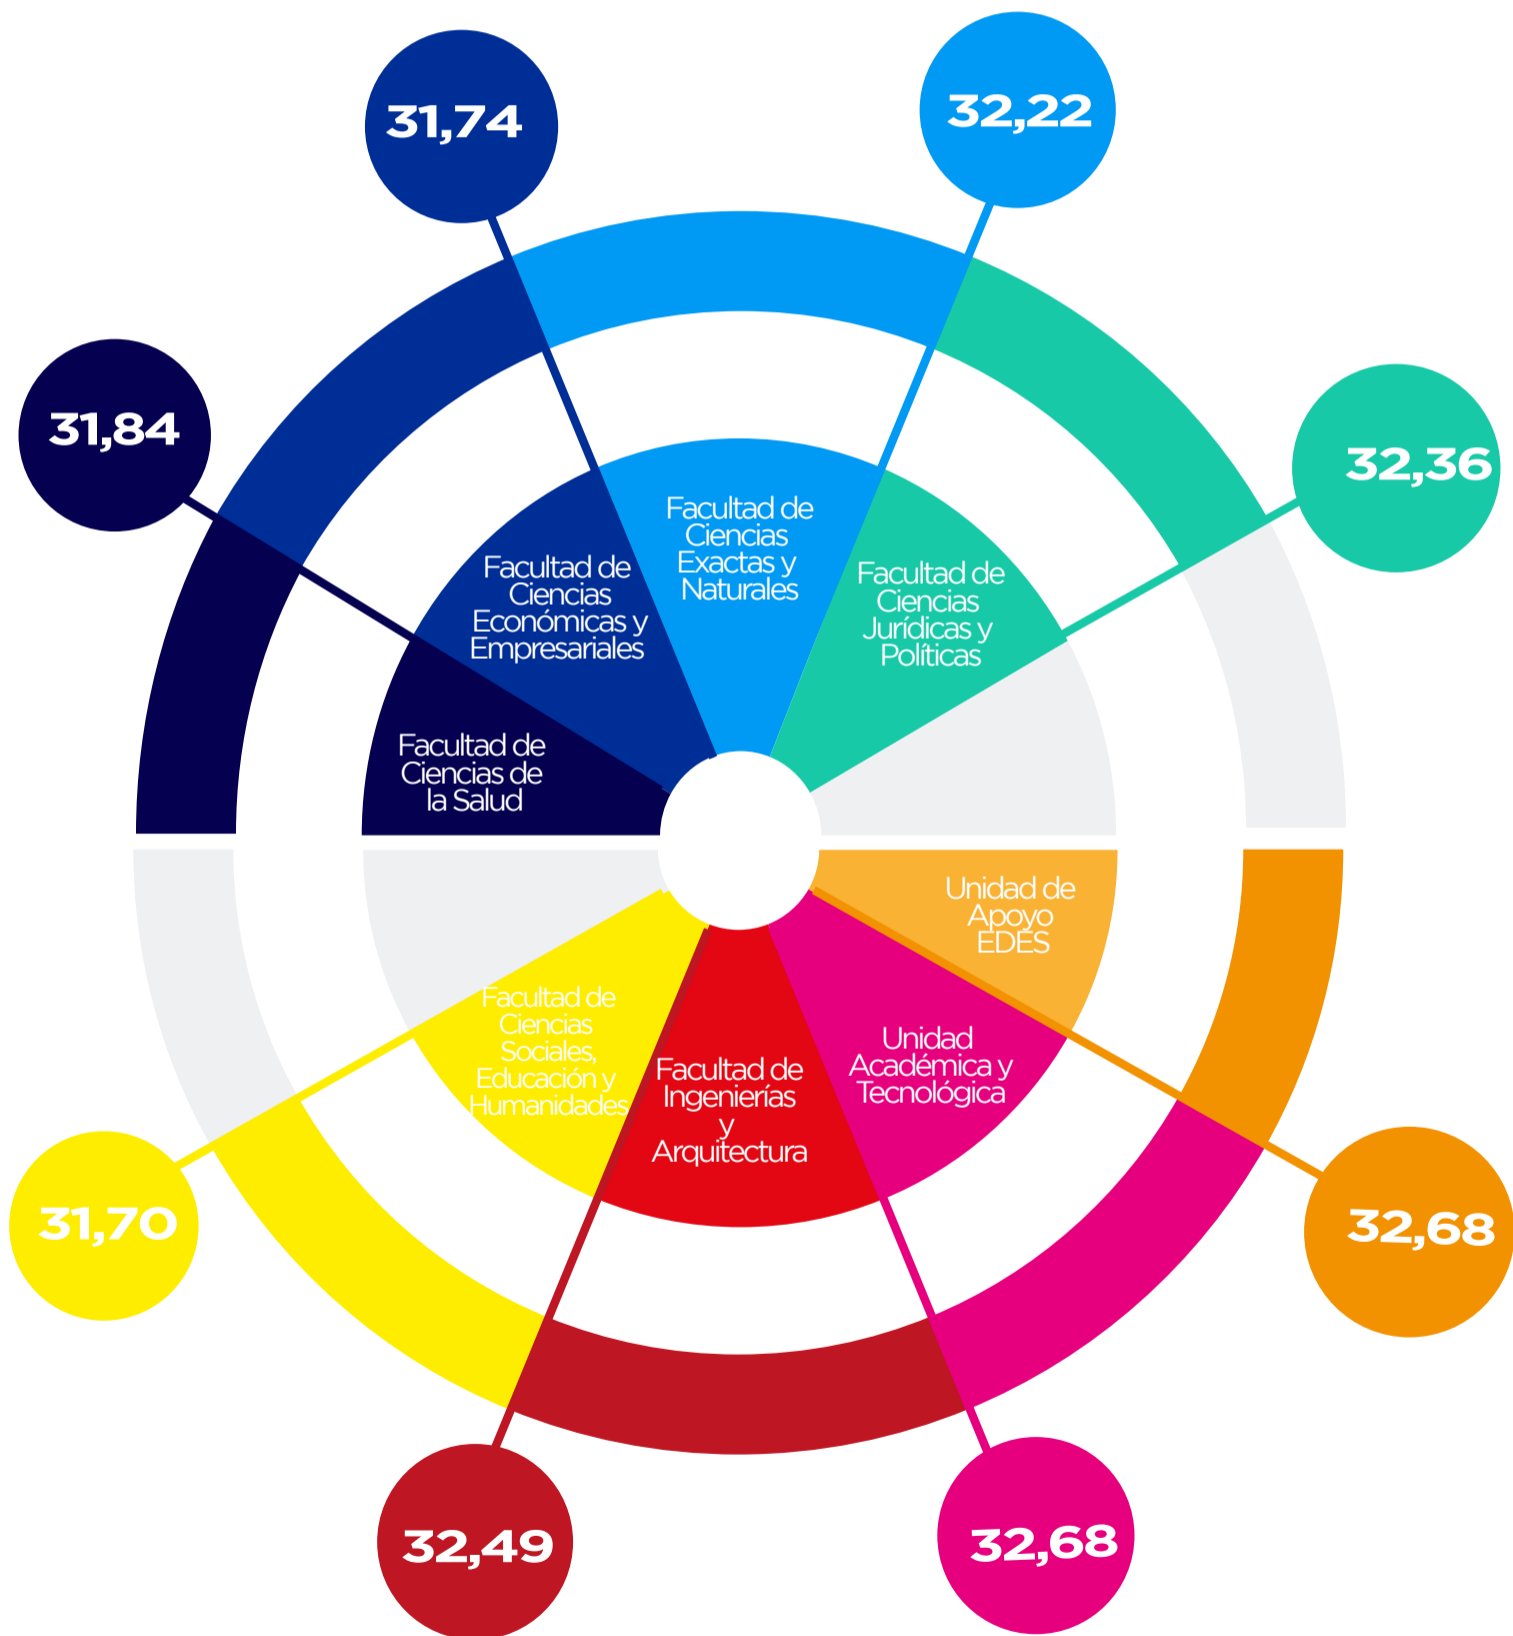 31,74
32,22
31,84
32,36
Facultad de
Ciencias
Exactas y
Naturales
Facultad de
Ciencias
Económicas y
Empresariales
Facultad de
Ciencias
Jurídicas y
Políticas
Facultad de
Ciencias de
la Salud
Unidad de
Apoyo
EDES
Facultad de
Ciencias
Sociales,
Educación y
Humanidades
Facultad de
Ingenierías
y
Arquitectura
Unidad
Académica y
Tecnológica
31,70
32,68
32,49
32,68